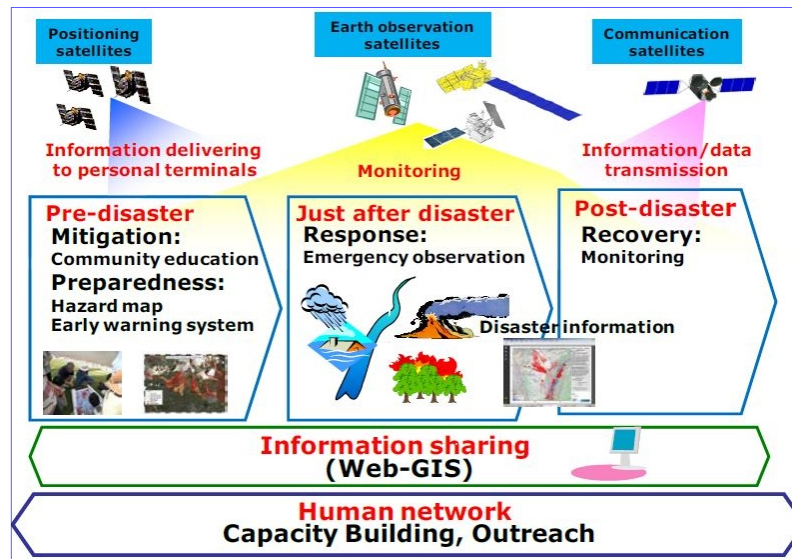 Positioning
satellites
Earth observation
satellites
Communication
satellites
Information delivering
to personal terminals
Monitoring
Information/data
transmission
Pre-disaster
Mitigation:
Community education
Preparedness:
Hazard map
Early warning system
Just after disaster
Response:
Emergency observation
Disaster information
Post-disaster
Recovery:
Monitoring
Information sharing
(Web-GIS)
Human network
Capacity Building, Outreach